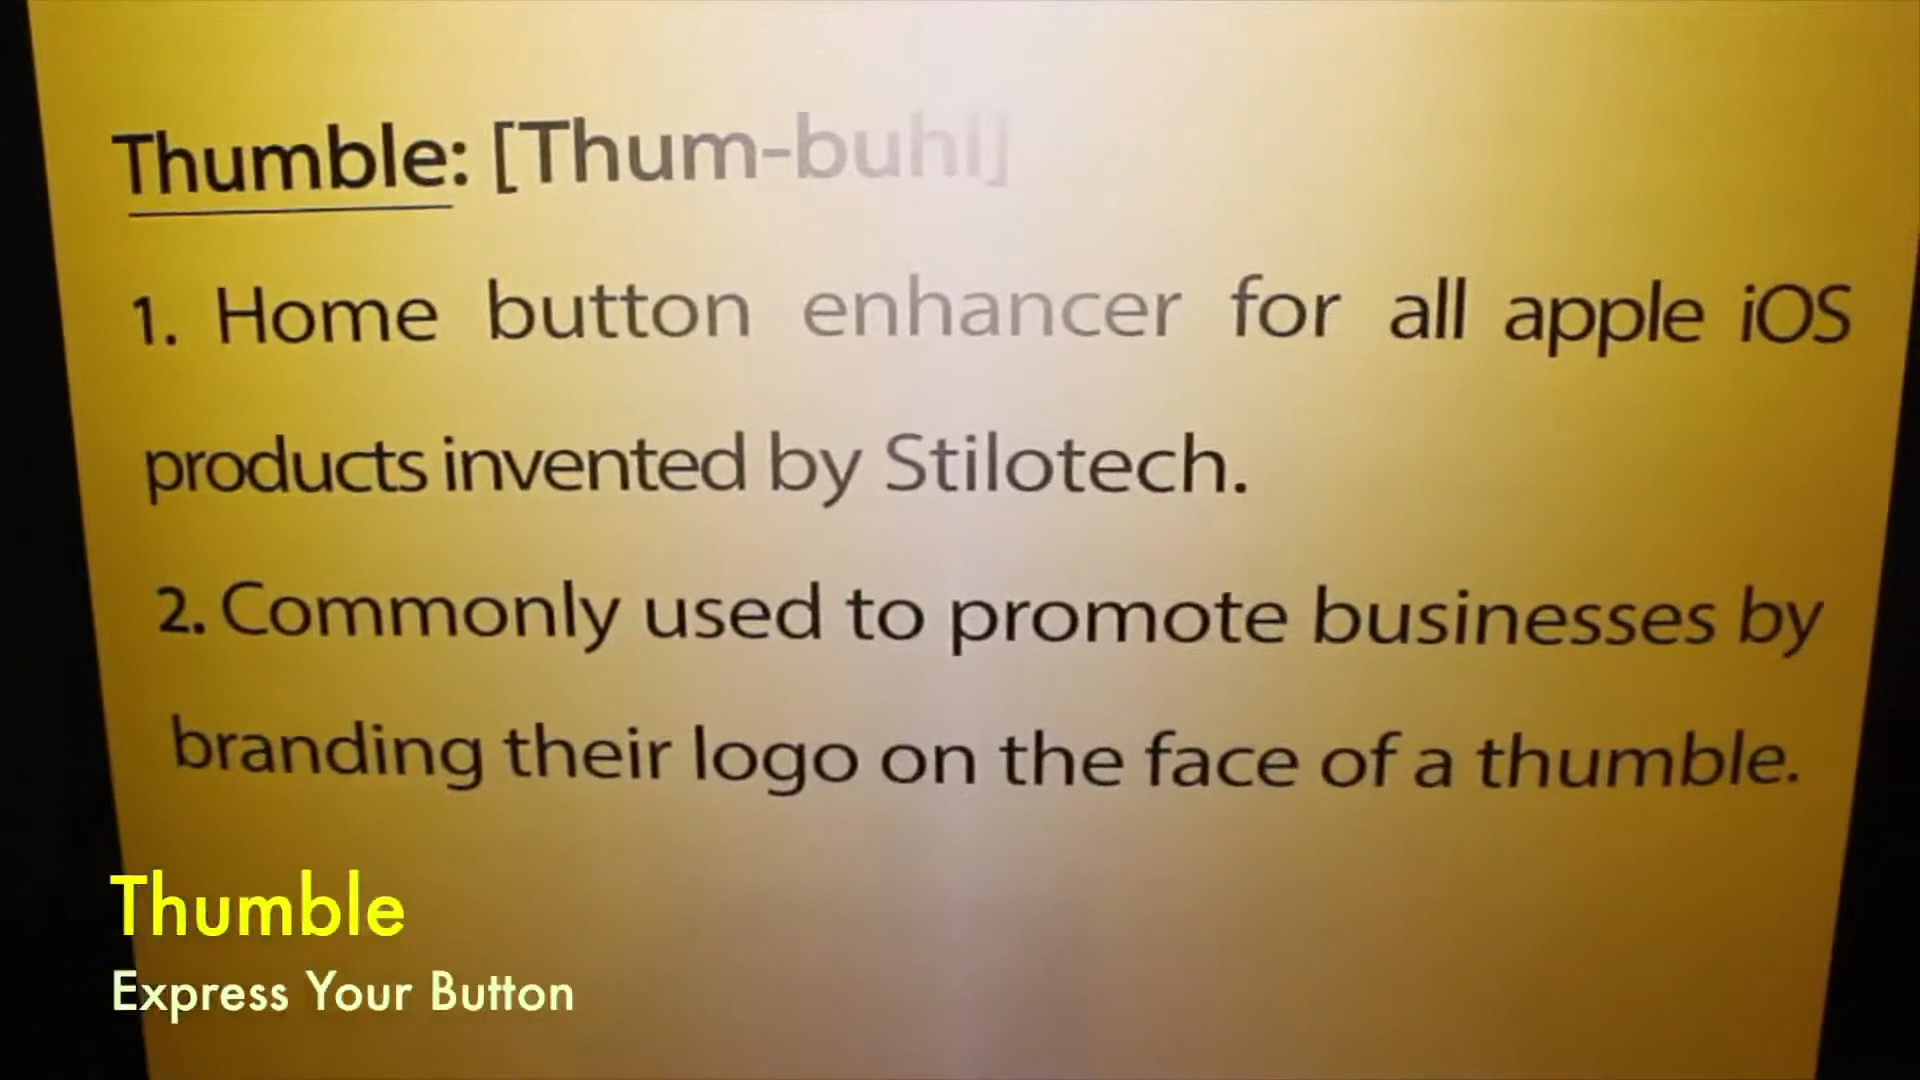 Thumble: [Thum-buhl]
1. Home button enhancer for all apple iOS
products invented by Stilotech.
2. Commonly used to promote businesses by
branding their logo on the face of a thumble.
Thumble
Express Your Button